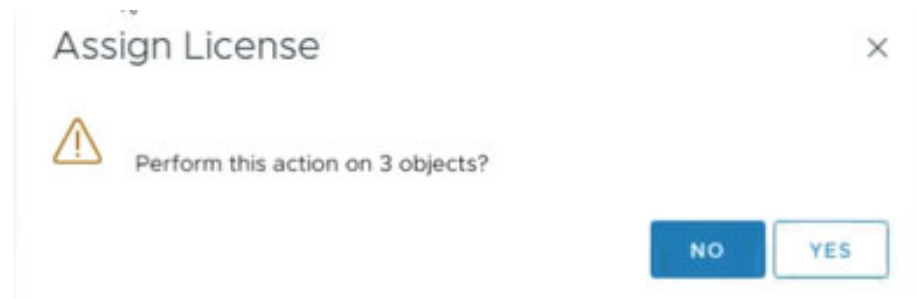 Assign License
Perform this action on 3 objects?
NO YES